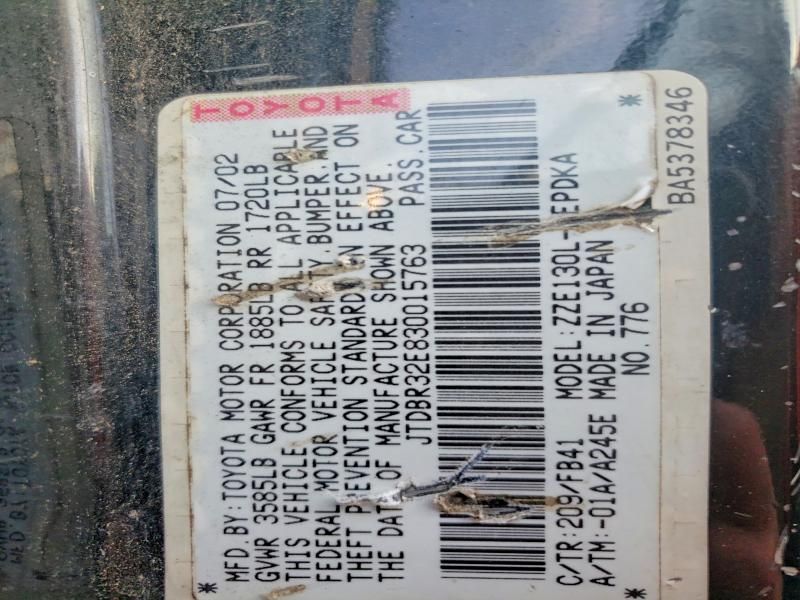 TOYOTA
MFD.BY:TOYOTA MOTOR CORPORATION 07/02
GVWR 3585LB GAWR FR 1885LB RR 1720LB
THIS VEHICLE CONFORMS TO ALL APPLICABLE
FEDERAL MOTOR VEHICLE SAFETY BUMPER,AND
THEFT PREVENTION STANDARDS IN EFFECT ON
THE DATE OF MANUFACTURE SHOWN ABOVE.
JTDBR32E830015763 PASS.CAR
C/TR:209/FB41 MODEL:ZZE130L- EPDKA
A/TM:-01A/A245E MADE IN JAPAN
NO.776
BA5378346